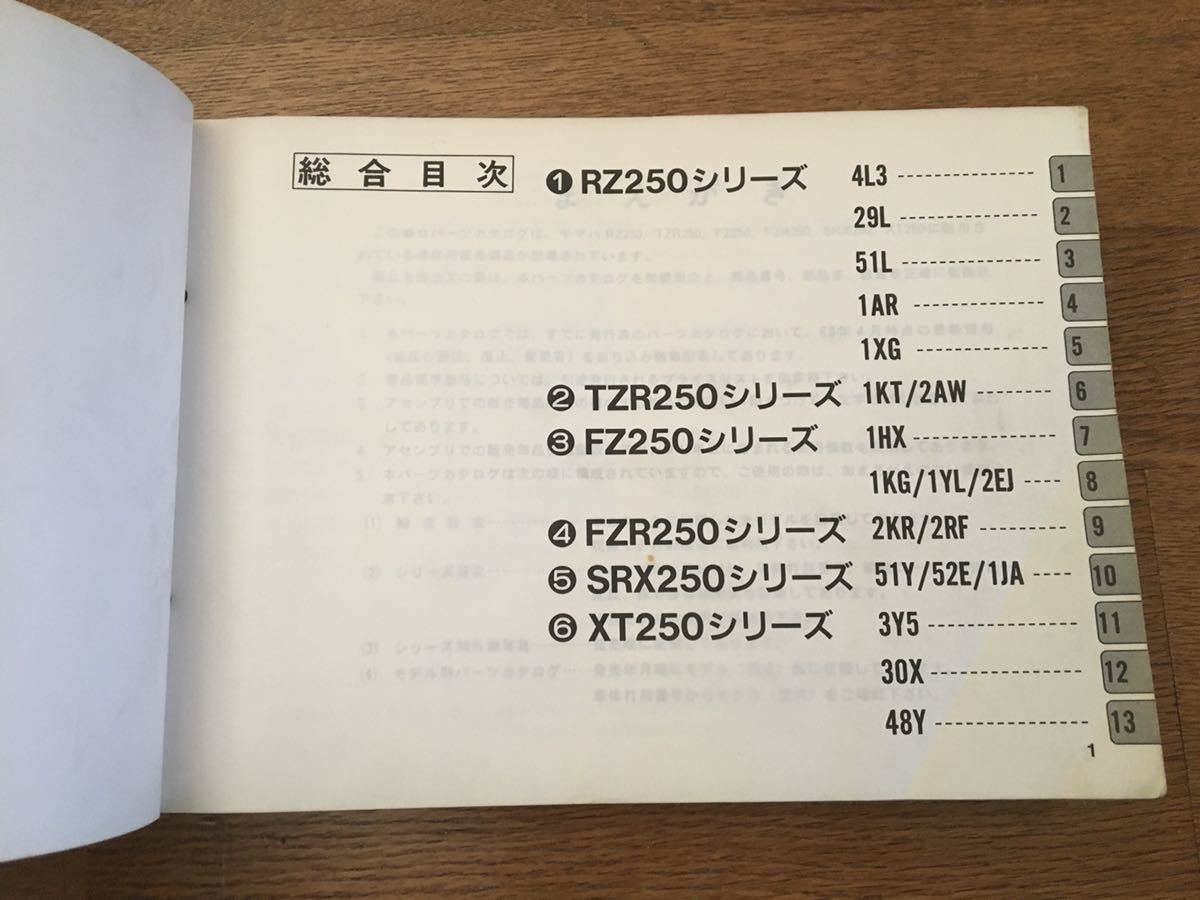 総合目次
❶ RZ250シリーズ 4L3 ---------------- 1
29L ---------------- 2
51L ---------------- 3
1AR ---------------- 4
1XG ---------------- 5
❷ TZR250シリーズ 1KT/2AW ---------- 6
❸ FZ250シリーズ 1HX ---------------- 7
1KG/1YL/2EJ ---- 8
❹ FZR250シリーズ 2KR/2RF ---------- 9
❺ SRX250シリーズ 51Y/52E/1JA ---- 10
❻ XT250シリーズ 3Y5 ---------------- 11
30X ---------------- 12
48Y ---------------- 13
1